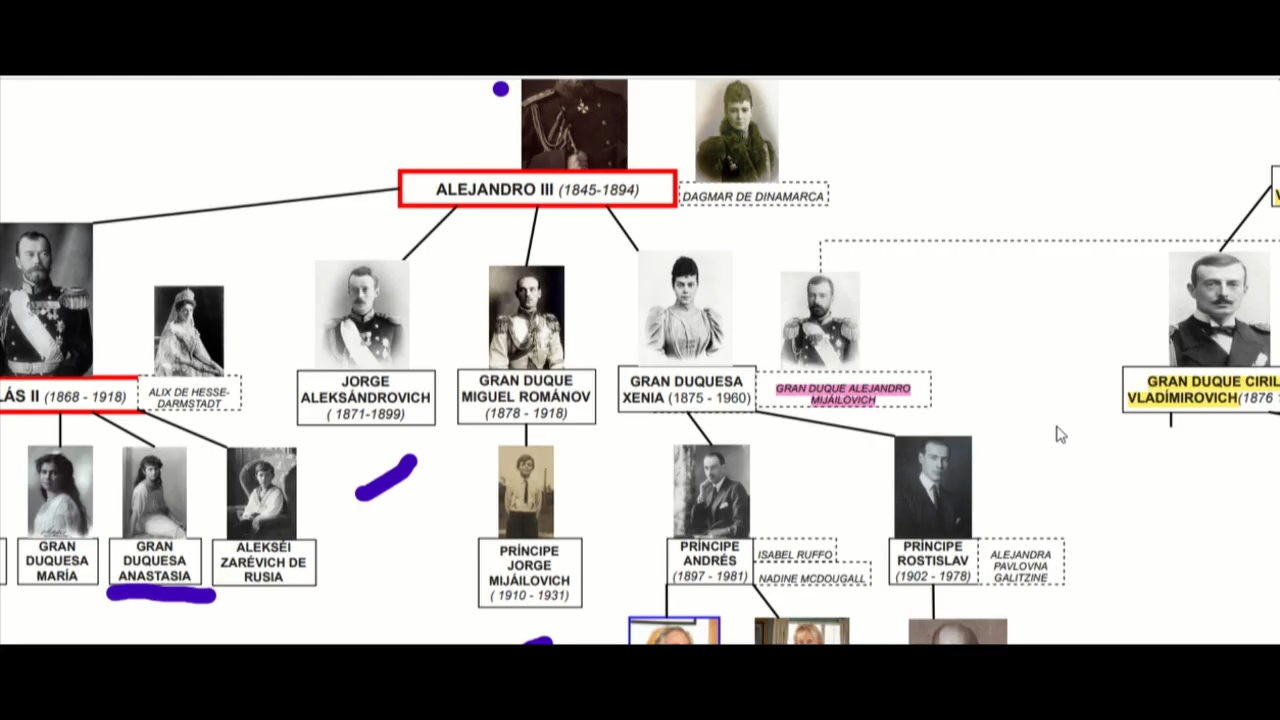 ALEJANDRO III (1845-1894)
DAGMAR DE DINAMARCA
LÁS II (1868 - 1918)
ALIX DE HESSE-
DARMSTADT
JORGE
ALEKSÁNDROVICH
( 1871-1899)
GRAN DUQUE
MIGUEL ROMÁNOV
(1878 - 1918)
GRAN DUQUESA
XENIA (1875 - 1960)
GRAN DUQUE ALEJANDRO
MIJÁILOVICH
GRAN DUQUE CIRIL
VLADÍMIROVICH(1876
GRAN
DUQUESA
MARÍA
GRAN
DUQUESA
ANASTASIA
ALEKSÉI
ZARÉVICH DE
RUSIA
PRÍNCIPE
JORGE
MIJÁILOVICH
( 1910 - 1931)
PRÍNCIPE
ANDRÉS
(1897 - 1981)
ISABEL RUFFO
NADINE MCDOUGALL
PRÍNCIPE
ROSTISLAV
(1902 - 1978)
ALEJANDRA
PAVLOVNA
GALITZINE